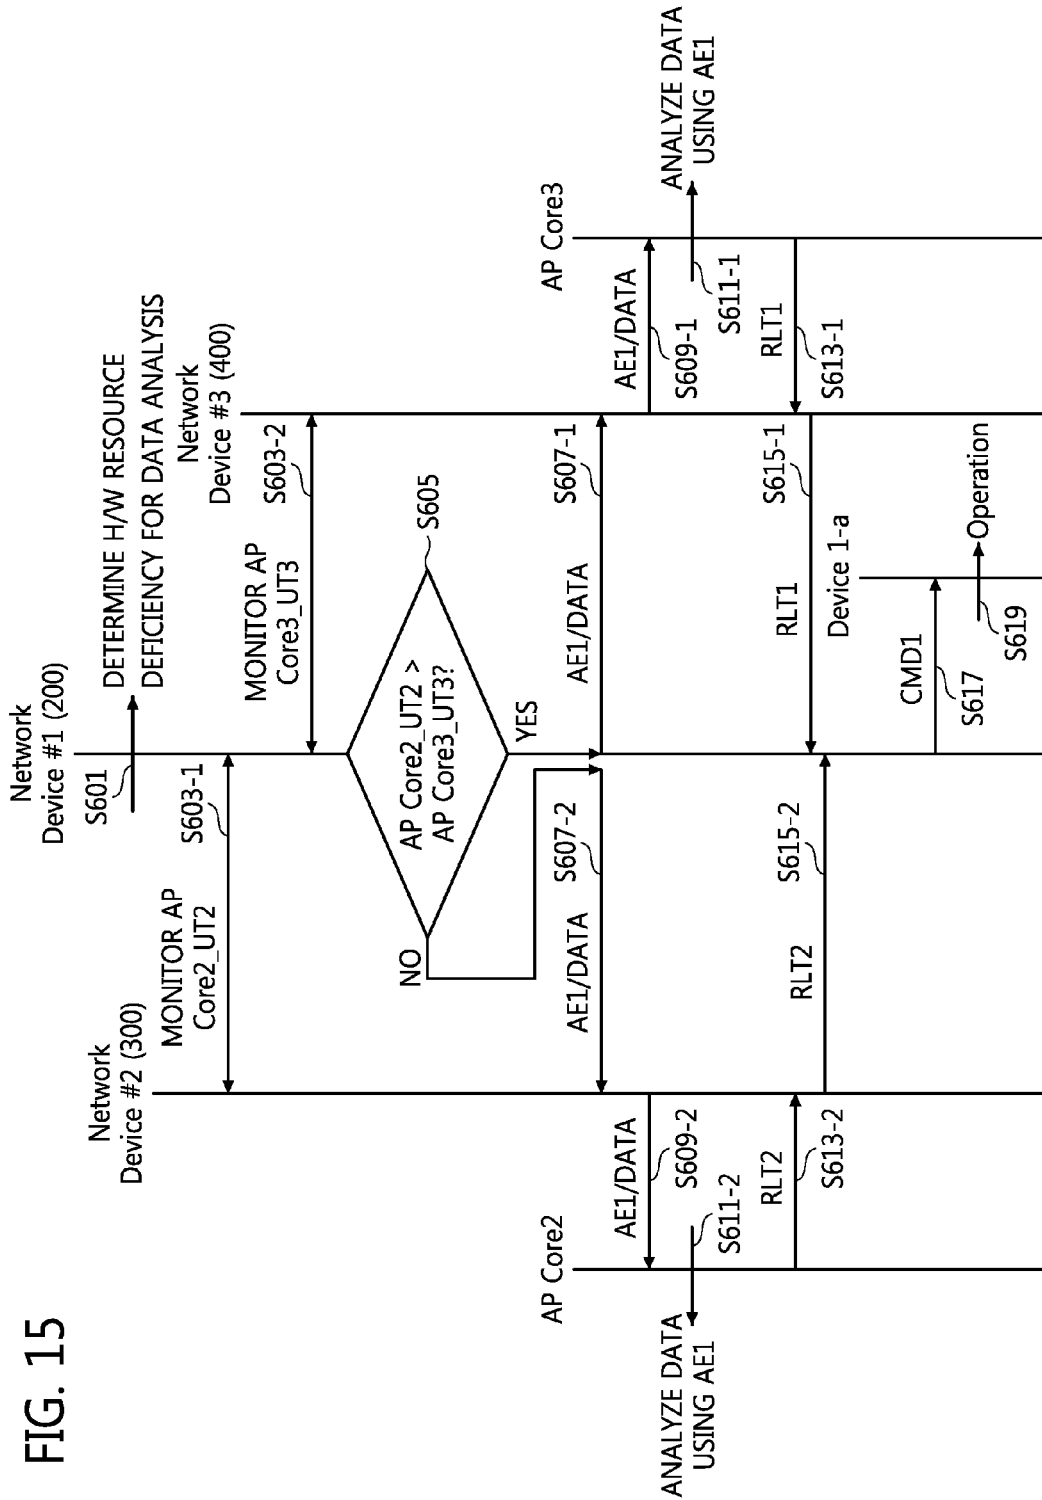 FIG. 15
Network
Device #1 (200)
S601
DETERMINE H/W RESOURCE
DEFICIENCY FOR DATA ANALYSIS
Network
Device #2 (300)
Network
Device #3 (400)
MONITOR AP
Core2_UT2
S603-1
MONITOR AP
Core3_UT3
S603-2
AP Core2_UT2 >
AP Core3_UT3?
S605
NO
YES
AP Core2
AE1/DATA
S607-2
AE1/DATA
S607-1
AP Core3
AE1/DATA
S609-2
AE1/DATA
S609-1
ANALYZE DATA
USING AE1
S611-2
S611-1
ANALYZE DATA
USING AE1
RLT2
S613-2
RLT2
S615-2
RLT1
S615-1
RLT1
S613-1
Device 1-a
CMD1
S617
S619
Operation